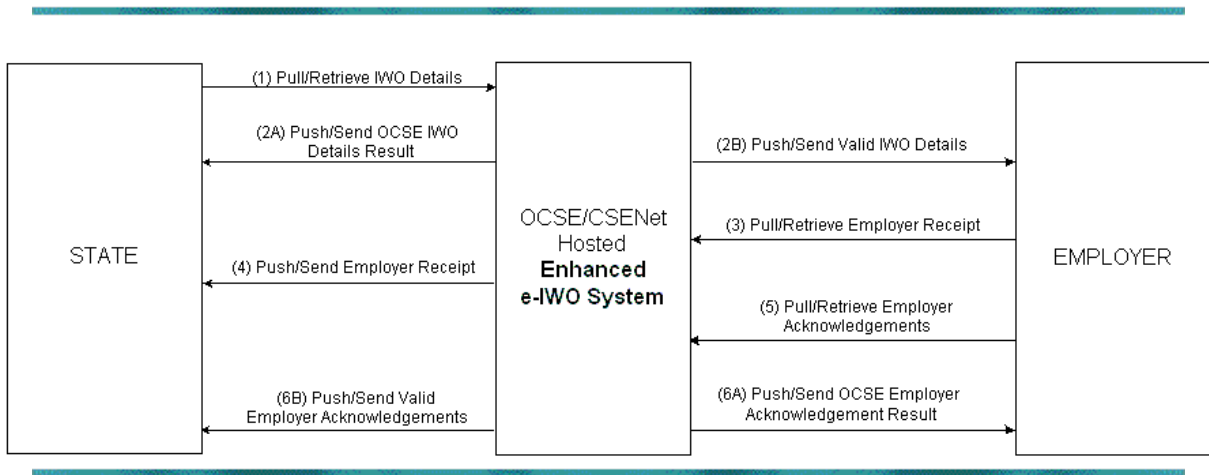 (1) Pull/Retrieve IWO Details
(2A) Push/Send OCSE IWO
Details Result
(2B) Push/Send Valid IWO Details
(3) Pull/Retrieve Employer Receipt
STATE
OCSE/CSENet
Hosted
Enhanced
e-IWO System
EMPLOYER
(4) Push/Send Employer Receipt
(5) Pull/Retrieve Employer
Acknowledgements
(6B) Push/Send Valid
Employer Acknowledgements
(6A) Push/Send OCSE Employer
Acknowledgement Result